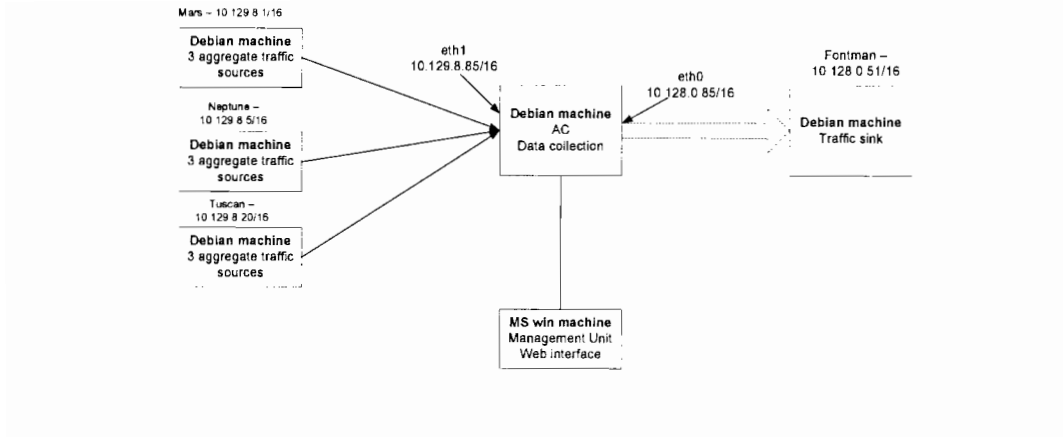 Mars – 10 129 8 1/16
Debian machine
3 aggregate traffic
sources
Neptune –
10 129 8 5/16
Debian machine
3 aggregate traffic
sources
Tuscan –
10 129 8 20/16
Debian machine
3 aggregate traffic
sources
eth1
10.129.8.85/16
Debian machine
AC
Data collection
eth0
10 128.0 85/16
Fontman –
10 128 0 51/16
Debian machine
Traffic sink
MS win machine
Management Unit
Web interface